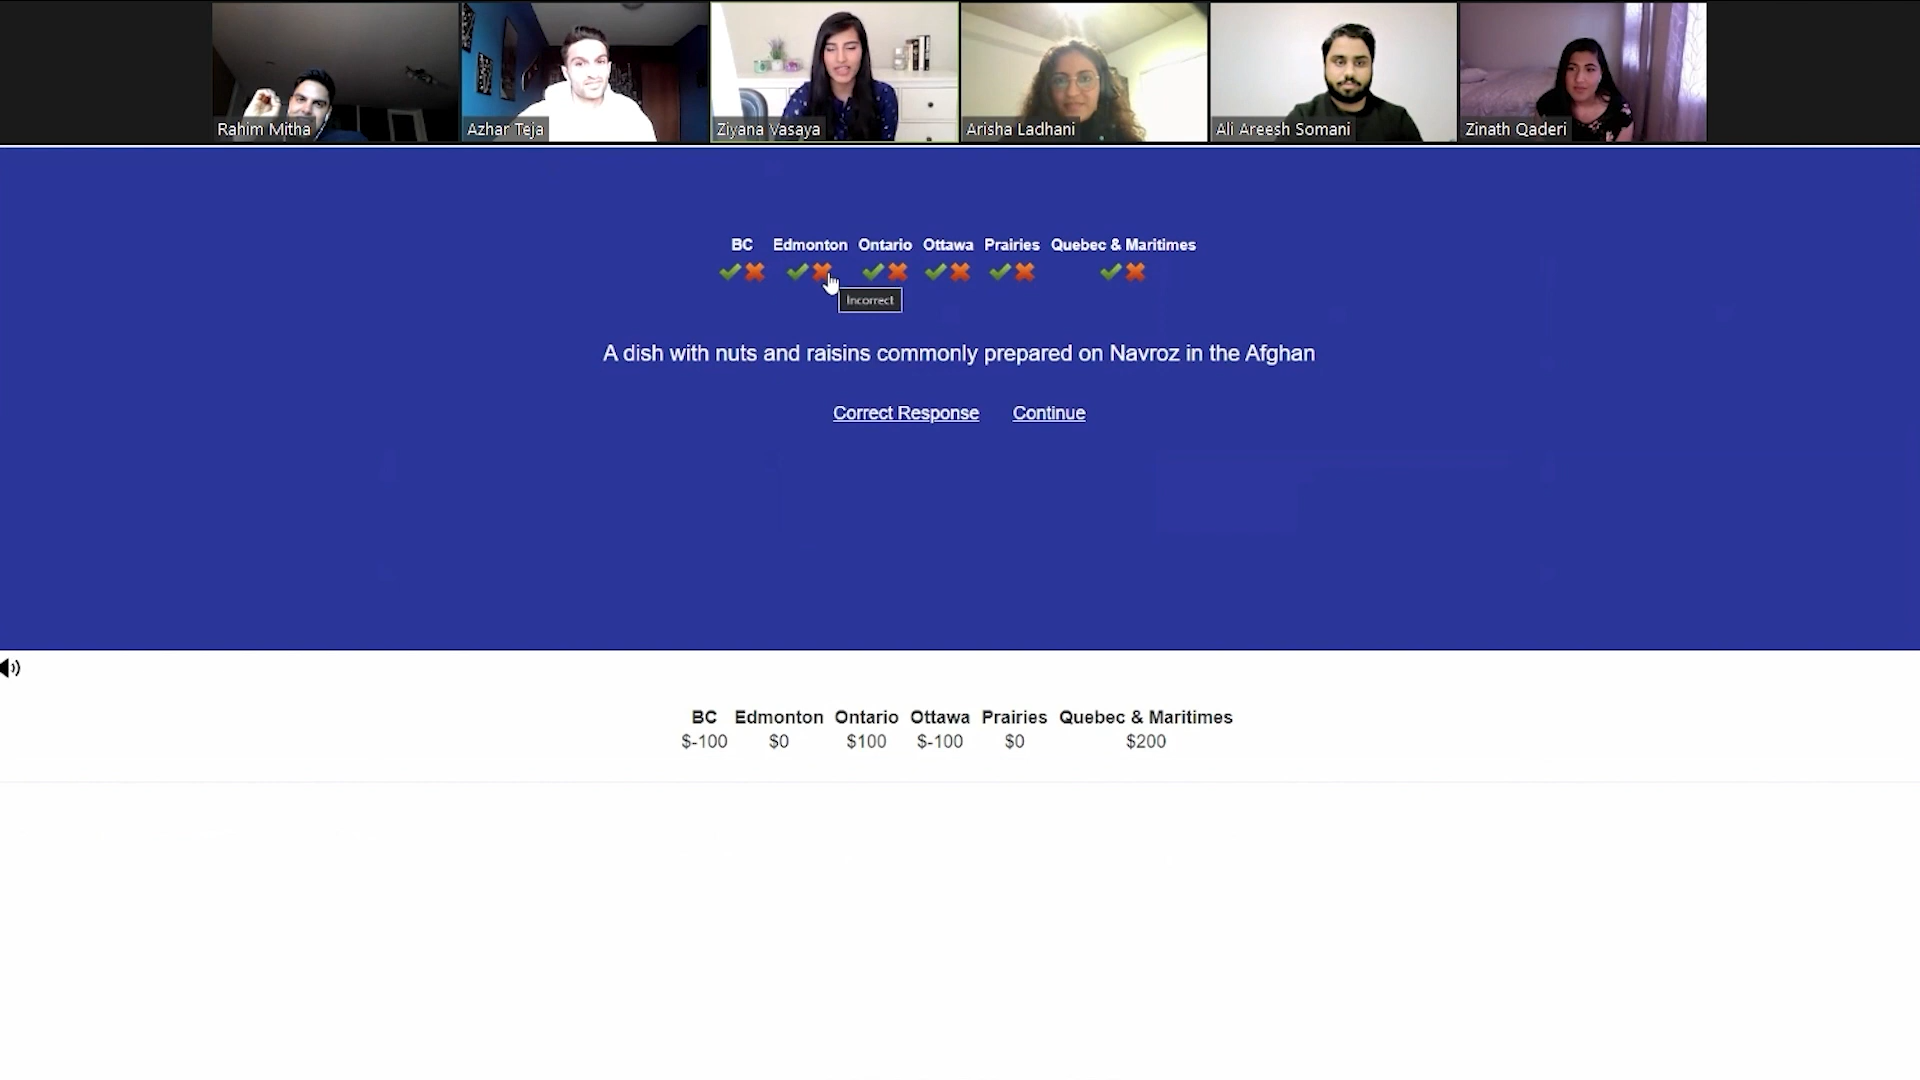 Rahim Mitha
Azhar Teja
Ziyana Vasaya
Arisha Ladhani
Ali Areesh Somani
Zinath Qaderi
BC Edmonton Ontario Ottawa Prairies Quebec & Maritimes
Incorrect
A dish with nuts and raisins commonly prepared on Navroz in the Afghan
Correct Response Continue
BC Edmonton Ontario Ottawa Prairies Quebec & Maritimes
$-100 $0 $100 $-100 $0 $200